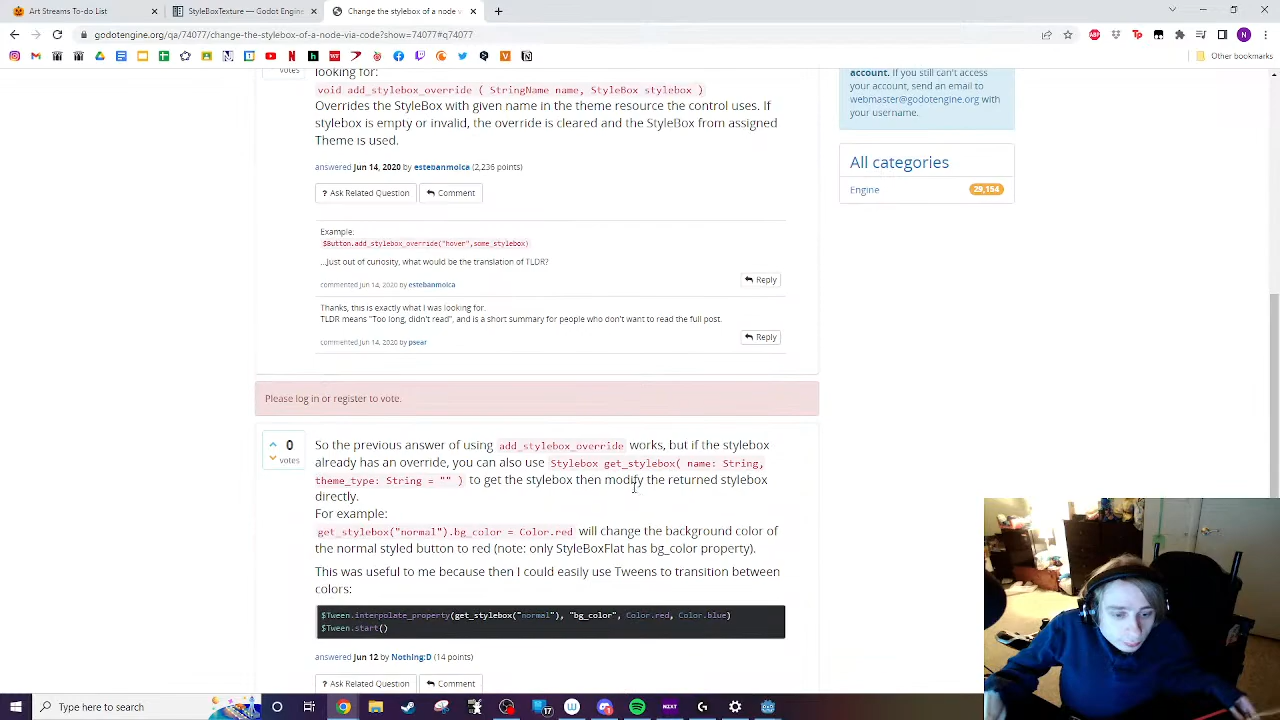 Art Streams To-do List
StyleBoxTexture — Godot Engin
Change the stylebox of a node v
godotengine.org/qa/74077/change-the-stylebox-of-a-node-via-code?show=74077#q74077
Other bookmarks
votes
looking for:
void add_stylebox_override ( StringName name, StyleBox stylebox )
Overrides the StyleBox with given name in the theme resource the control uses. If
stylebox is empty or invalid, the override is cleared and the StyleBox from assigned
Theme is used.
answered Jun 14, 2020 by estebanmolca (2,236 points)
? Ask Related Question
Comment
Example.
$Button.add_stylebox_override("hover",some_stylebox)
...Just out of curiosity, what would be the translation of TLDR?
commented Jun 14, 2020 by estebanmolca
Reply
Thanks, this is exactly what I was looking for.
TLDR means "Too long, didn't read", and is a short summary for people who don't want to read the full post.
commented Jun 14, 2020 by psear
Reply
Please log in or register to vote.
0
votes
So the previous answer of using add_stylebox_override works, but if the stylebox
already has an override, you can also use Stylebox get_stylebox( name: String,
theme_type: String = "" ) to get the stylebox then modify the returned stylebox
directly.
For example:
get_stylebox("normal").bg_color = Color.red will change the background color of
the normal styled button to red (note: only StyleBoxFlat has bg_color property).
This was useful to me because then I could easily use Tweens to transition between
colors:
$Tween.interpolate_property(get_stylebox("normal"), "bg_color", Color.red, Color.blue)
$Tween.start()
answered Jun 12 by Nothing:D (14 points)
? Ask Related Question
Comment
account. If you still can't access
your account, send an email to
webmaster@godotengine.org with
your username.
All categories
Engine
29,154
Type here to search
17